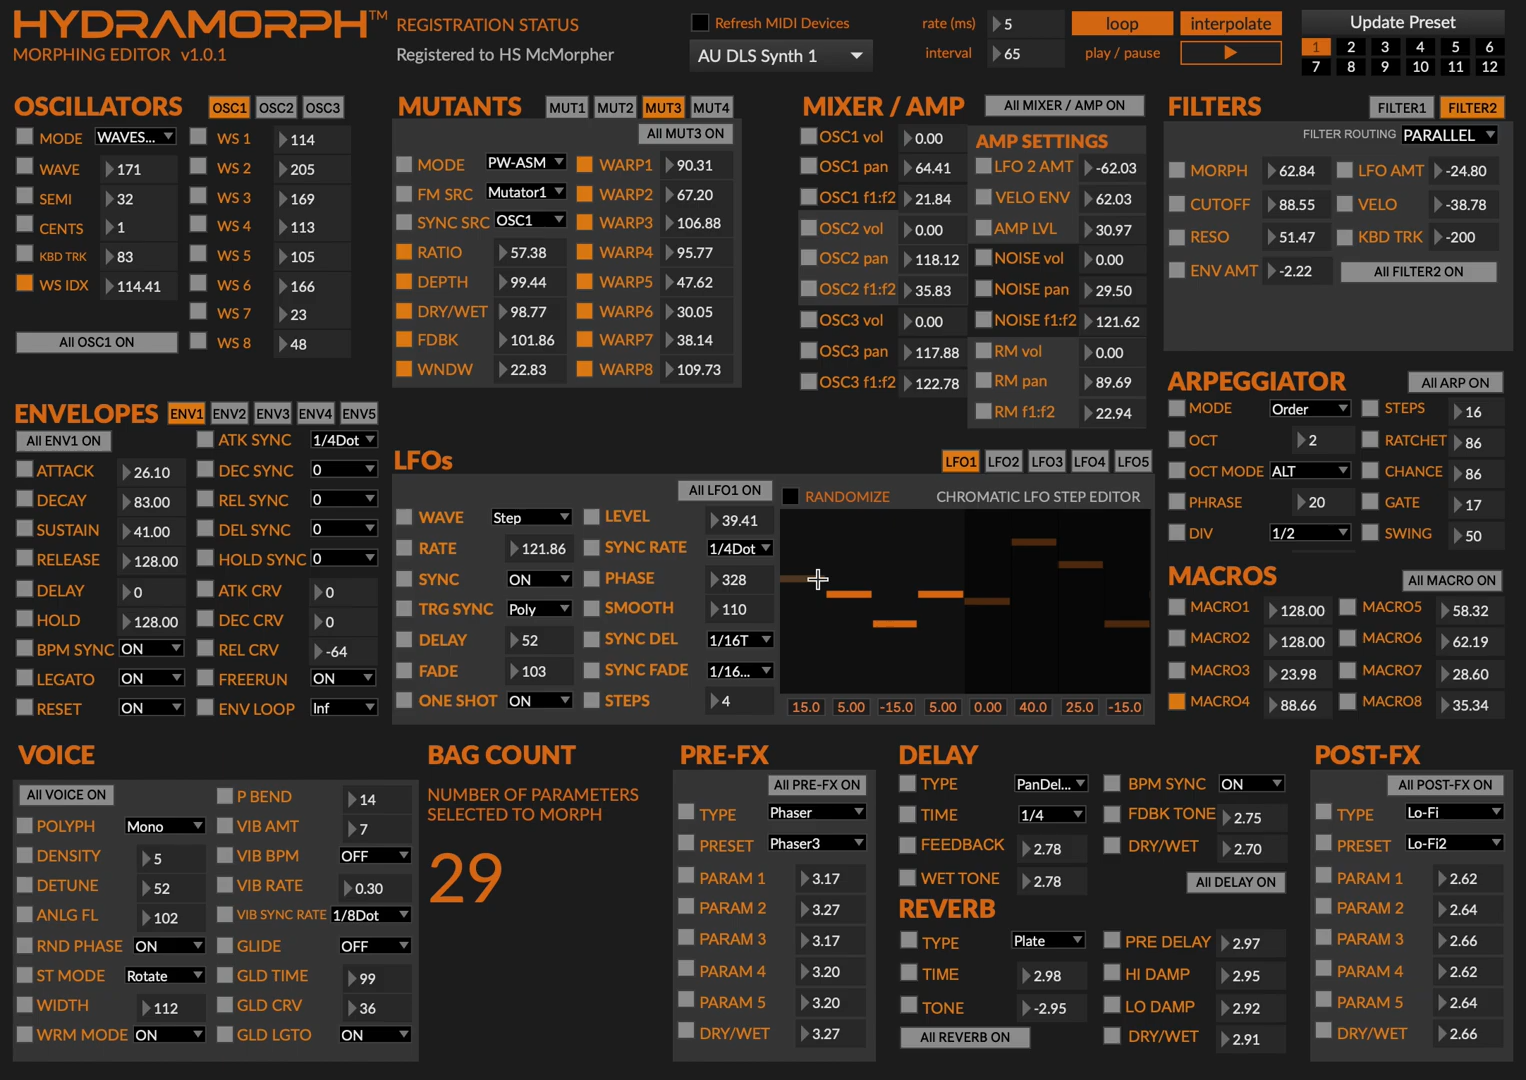 HYDRAMORPH™
MORPHING EDITOR v1.0.1
REGISTRATION STATUS
Registered to HS McMorpher
Refresh MIDI Devices
AU DLS Synth 1
rate (ms) 5
interval 65
loop interpolate
play / pause
Update Preset
1 2 3 4 5 6
7 8 9 10 11 12
OSCILLATORS OSC1 OSC2 OSC3
MODE WAVES... WS 1 114
WAVE 171 WS 2 205
SEMI 32 WS 3 169
CENTS 1 WS 4 113
KBD TRK 83 WS 5 105
WS IDX 114.41 WS 6 166
WS 7 23
All OSC1 ON WS 8 48
MUTANTS MUT1 MUT2 MUT3 MUT4
All MUT3 ON
MODE PW-ASM WARP1 90.31
FM SRC Mutator1 WARP2 67.20
SYNC SRC OSC1 WARP3 106.88
RATIO 57.38 WARP4 95.77
DEPTH 99.44 WARP5 47.62
DRY/WET 98.77 WARP6 30.05
FDBK 101.86 WARP7 38.14
WNDW 22.83 WARP8 109.73
MIXER / AMP All MIXER / AMP ON
OSC1 vol 0.00
OSC1 pan 64.41
OSC1 f1:f2 21.84
OSC2 vol 0.00
OSC2 pan 118.12
OSC2 f1:f2 35.83
OSC3 vol 0.00
OSC3 pan 117.88
OSC3 f1:f2 122.78
AMP SETTINGS
LFO 2 AMT -62.03
VELO ENV 62.03
AMP LVL 30.97
NOISE vol 0.00
NOISE pan 29.50
NOISE f1:f2 121.62
RM vol 0.00
RM pan 89.69
RM f1:f2 22.94
FILTERS FILTER1 FILTER2
FILTER ROUTING PARALLEL
MORPH 62.84 LFO AMT -24.80
CUTOFF 88.55 VELO -38.78
RESO 51.47 KBD TRK -200
ENV AMT -2.22 All FILTER2 ON
ARPEGGIATOR All ARP ON
MODE Order STEPS 16
OCT 2 RATCHET 86
OCT MODE ALT CHANCE 86
PHRASE 20 GATE 17
DIV 1/2 SWING 50
ENVELOPES ENV1 ENV2 ENV3 ENV4 ENV5
All ENV1 ON ATK SYNC 1/4Dot
ATTACK 26.10 DEC SYNC 0
DECAY 83.00 REL SYNC 0
SUSTAIN 41.00 DEL SYNC 0
RELEASE 128.00 HOLD SYNC 0
DELAY 0 ATK CRV 0
HOLD 128.00 DEC CRV 0
BPM SYNC ON REL CRV -64
LEGATO ON FREERUN ON
RESET ON ENV LOOP Inf
LFOs LFO1 LFO2 LFO3 LFO4 LFO5
All LFO1 ON RANDOMIZE CHROMATIC LFO STEP EDITOR
WAVE Step LEVEL 39.41
RATE 121.86 SYNC RATE 1/4Dot
SYNC ON PHASE 328
TRG SYNC Poly SMOOTH 110
DELAY 52 SYNC DEL 1/16T
FADE 103 SYNC FADE 1/16...
ONE SHOT ON STEPS 4
15.0 5.00 -15.0 5.00 0.00 40.0 25.0 -15.0
MACROS All MACRO ON
MACRO1 128.00 MACRO5 58.32
MACRO2 128.00 MACRO6 62.19
MACRO3 23.98 MACRO7 28.60
MACRO4 88.66 MACRO8 35.34
VOICE
All VOICE ON P BEND 14
POLYPH Mono VIB AMT 7
DENSITY 5 VIB BPM OFF
DETUNE 52 VIB RATE 0.30
ANLG FL 102 VIB SYNC RATE 1/8Dot
RND PHASE ON GLIDE OFF
ST MODE Rotate GLD TIME 99
WIDTH 112 GLD CRV 36
WRM MODE ON GLD LGTO ON
BAG COUNT
NUMBER OF PARAMETERS
SELECTED TO MORPH
29
PRE-FX
All PRE-FX ON
TYPE Phaser
PRESET Phaser3
PARAM 1 3.17
PARAM 2 3.27
PARAM 3 3.17
PARAM 4 3.20
PARAM 5 3.20
DRY/WET 3.27
DELAY
TYPE PanDel... BPM SYNC ON
TIME 1/4 FDBK TONE 2.75
FEEDBACK 2.78 DRY/WET 2.70
WET TONE 2.78 All DELAY ON
REVERB
TYPE Plate PRE DELAY 2.97
TIME 2.98 HI DAMP 2.95
TONE -2.95 LO DAMP 2.92
All REVERB ON DRY/WET 2.91
POST-FX
All POST-FX ON
TYPE Lo-Fi
PRESET Lo-Fi2
PARAM 1 2.62
PARAM 2 2.64
PARAM 3 2.66
PARAM 4 2.62
PARAM 5 2.64
DRY/WET 2.66